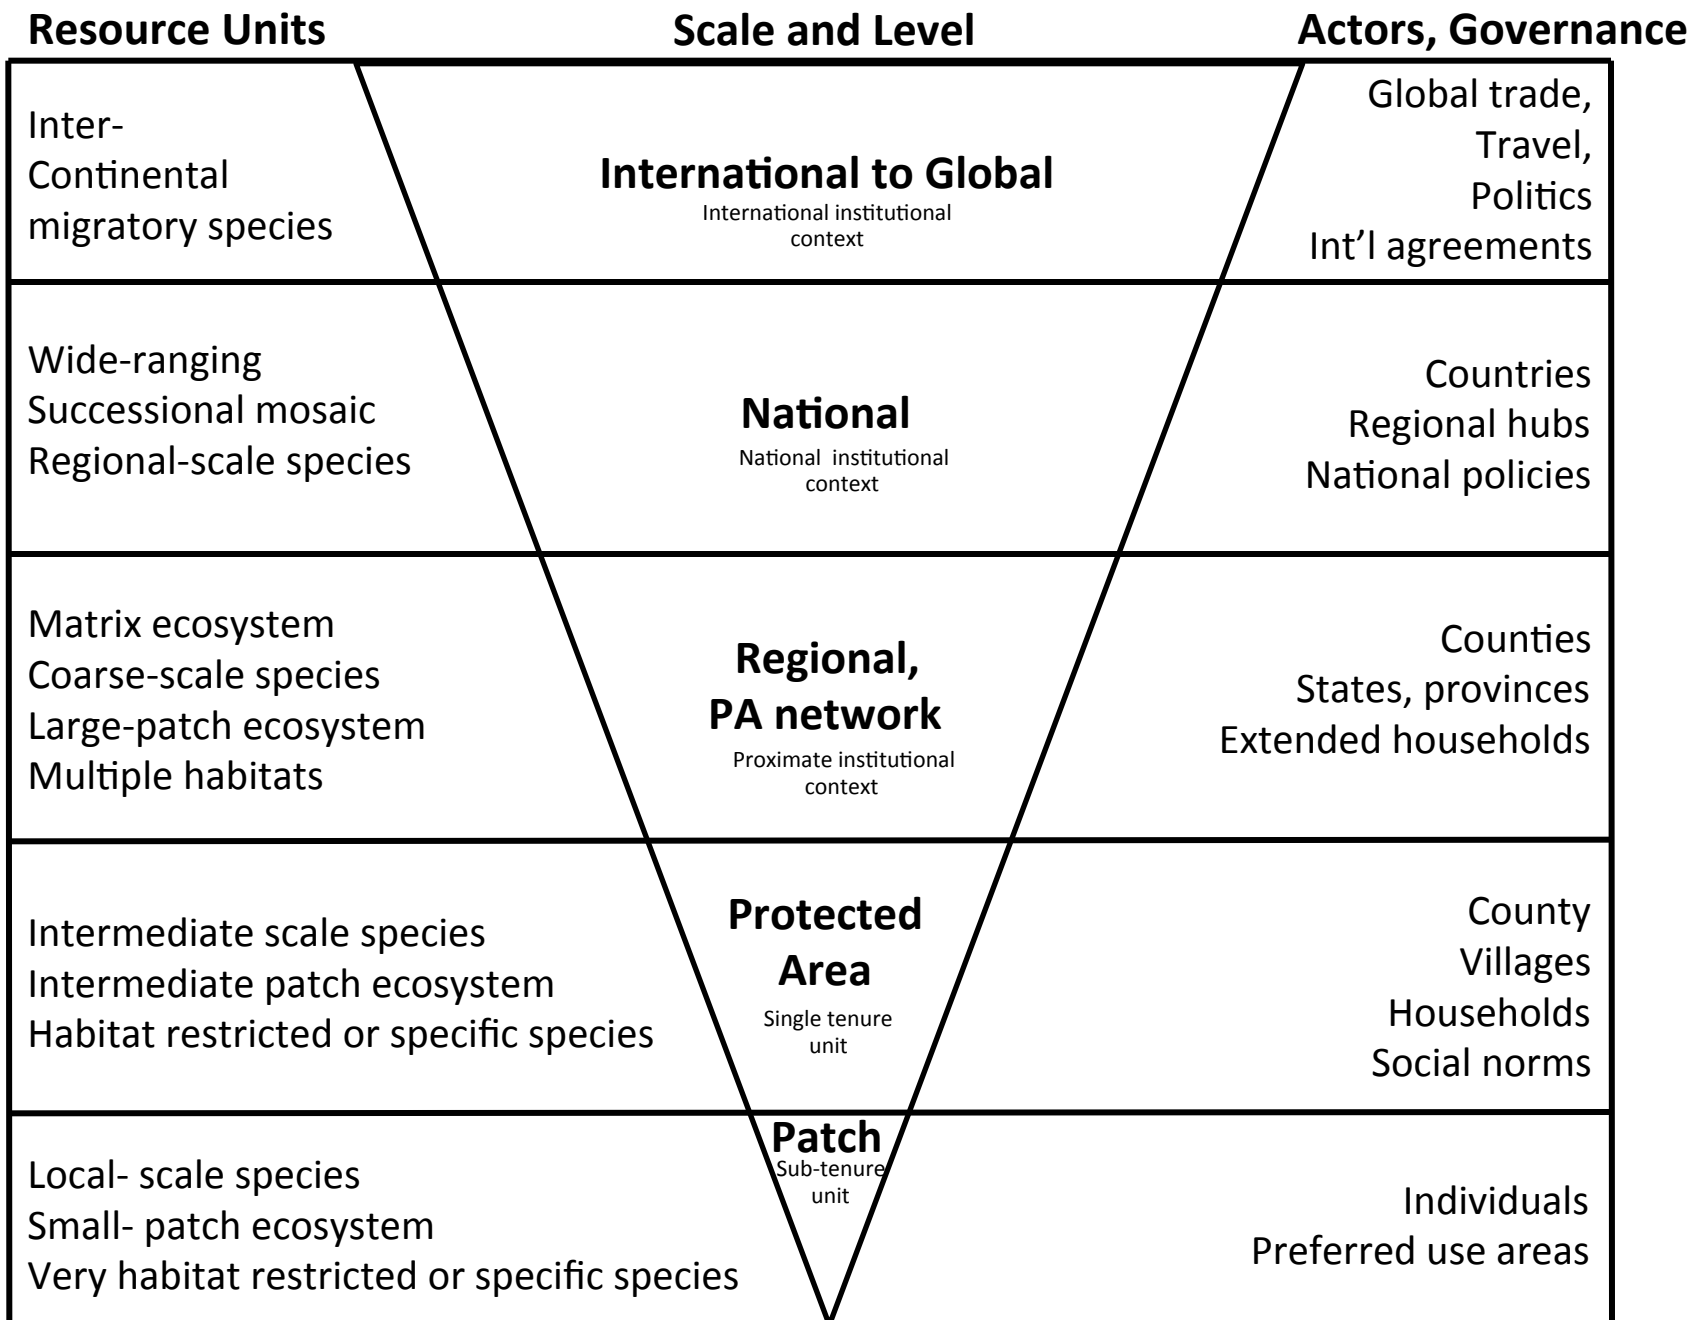 Resource Units
Scale and Level
Actors, Governance
Inter-
Continental
migratory species
International to Global
International institutional
context
Global trade,
Travel,
Politics
Int'l agreements
Wide-ranging
Successional mosaic
Regional-scale species
National
National  institutional
context
Countries
Regional hubs
National policies
Matrix ecosystem
Coarse-scale species
Large-patch ecosystem
Multiple habitats
Regional,
PA network
Proximate institutional
context
Counties
States, provinces
Extended households
Intermediate scale species
Intermediate patch ecosystem
Habitat restricted or specific species
Protected
Area
Single tenure
unit
County
Villages
Households
Social norms
Local- scale species
Small- patch ecosystem
Very habitat restricted or specific species
Patch
Sub-tenure
unit
Individuals
Preferred use areas